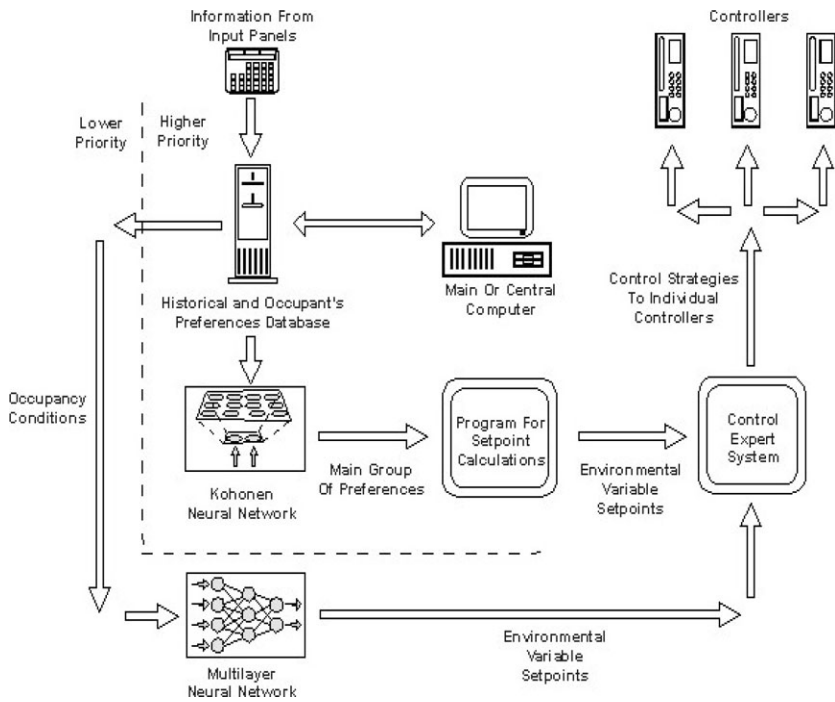 Information From
Input Panels
Controllers
Lower
Priority
Higher
Priority
Historical and Occupant's
Preferences Database
Main Or Central
Computer
Control Strategies
To Individual
Controllers
Occupancy
Conditions
Kohonen
Neural Network
Main Group
Of Preferences
Program For
Setpoint
Calculations
Environmental
Variable
Setpoints
Control
Expert
System
Multilayer
Neural Network
Environmental
Variable
Setpoints